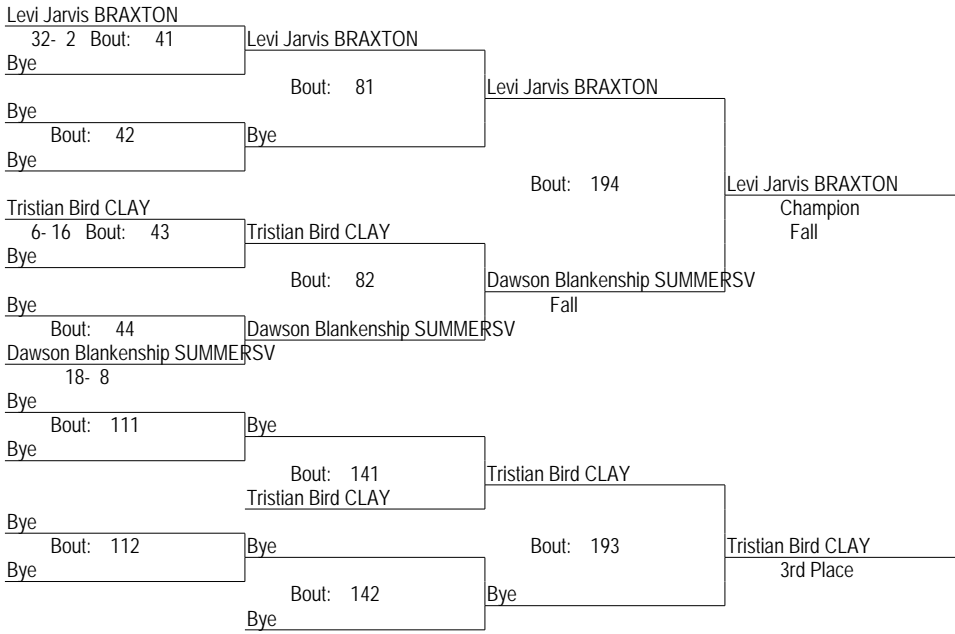 Levi Jarvis BRAXTON
32- 2 Bout: 41
Levi Jarvis BRAXTON
Bye
Bout: 81
Levi Jarvis BRAXTON
Bye
Bout: 42
Bye
Bye
Bout: 194
Levi Jarvis BRAXTON
Champion
Fall
Tristian Bird CLAY
6- 16 Bout: 43
Tristian Bird CLAY
Bye
Bout: 82
Dawson Blankenship SUMMERSV
Fall
Bye
Bout: 44
Dawson Blankenship SUMMERSV
Dawson Blankenship SUMMERSV
18- 8
Bye
Bout: 111
Bye
Bye
Bout: 141
Tristian Bird CLAY
Tristian Bird CLAY
Bye
Bout: 112
Bye
Bout: 193
Tristian Bird CLAY
3rd Place
Bye
Bout: 142
Bye
Bye